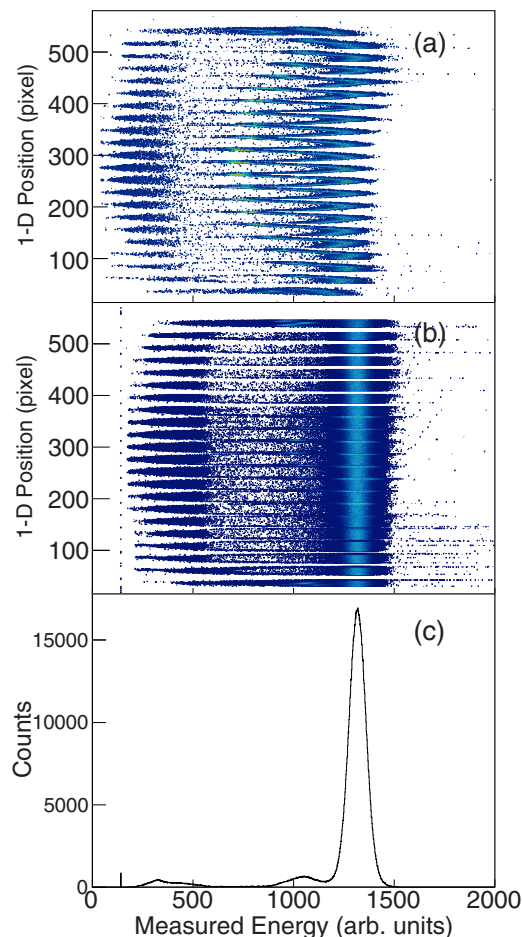 (a)
500
400
300
200
100
1-D Position (pixel)
(b)
500
400
300
200
100
1-D Position (pixel)
(c)
15000
10000
5000
0
Counts
0 500 1000 1500 2000
Measured Energy (arb. units)